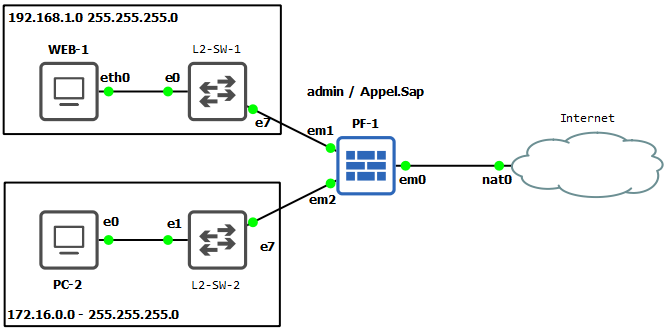 192.168.1.0 255.255.255.0
WEB-1
L2-SW-1
eth0
e0
e7
admin / Appel.Sap
PF-1
em1
em0
em2
Internet
nat0
e0
e1
e7
PC-2
L2-SW-2
172.16.0.0 - 255.255.255.0